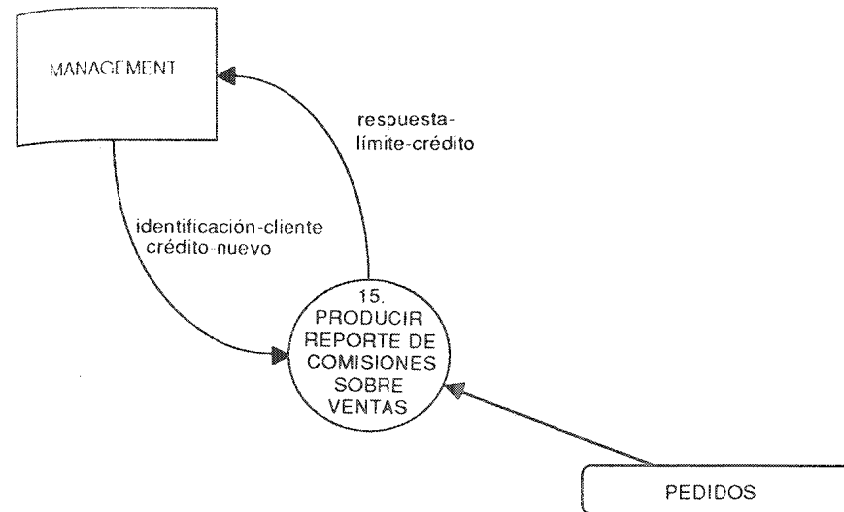 MANAGEMENT
respuesta-
límite-crédito
identificación-cliente
crédito-nuevo
15.
PRODUCIR
REPORTE DE
COMISIONES
SOBRE
VENTAS
PEDIDOS